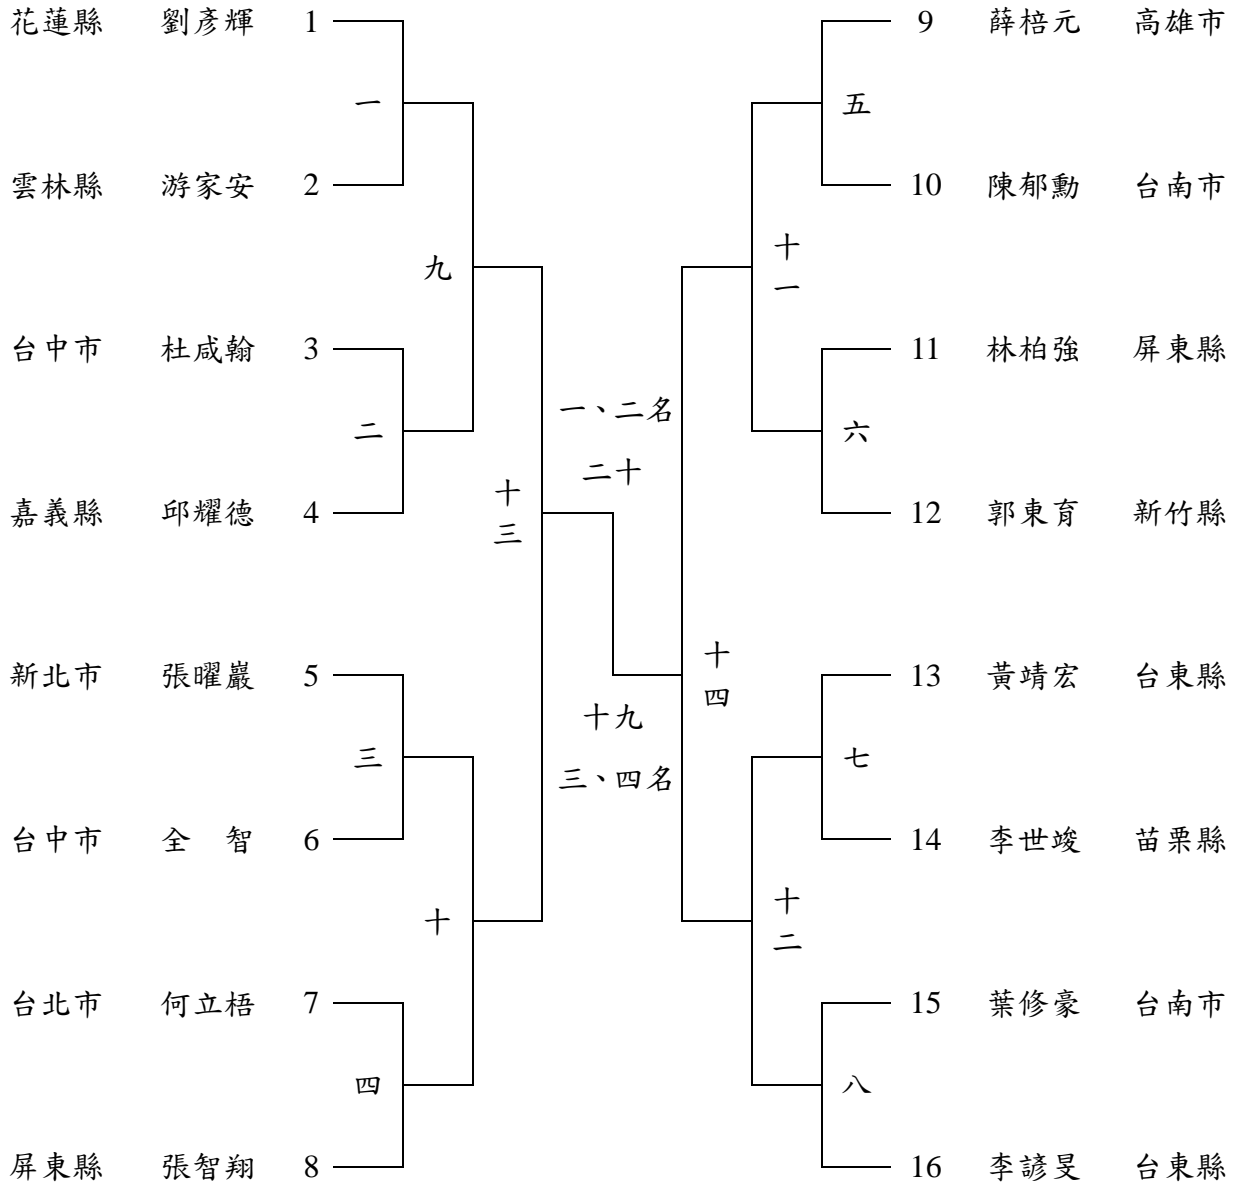 花蓮縣 劉彥輝 1
一
雲林縣 游家安 2
九
台中市 杜咸翰 3
二
嘉義縣 邱耀德 4
十三
新北市 張曜巖 5
三
台中市 全 智 6
十
台北市 何立梧 7
四
屏東縣 張智翔 8
一、二名
二十
十九
三、四名
9 薛棓元 高雄市
五
10 陳郁勳 台南市
十一
11 林柏強 屏東縣
六
12 郭東育 新竹縣
十四
13 黃靖宏 台東縣
七
14 李世竣 苗栗縣
十二
15 葉修豪 台南市
八
16 李諺旻 台東縣